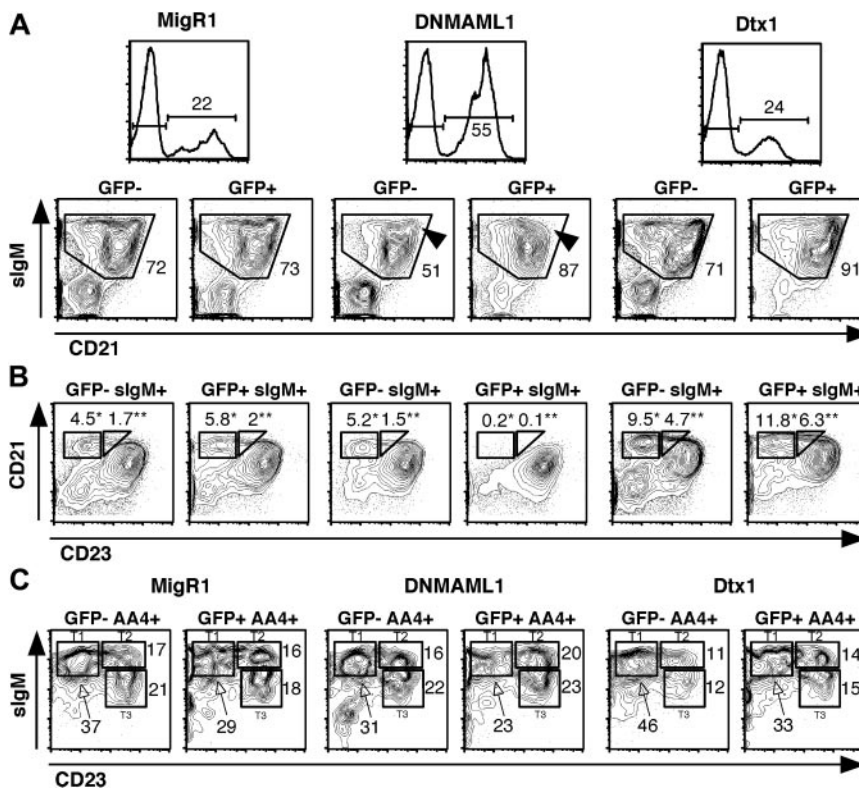 A
MigR1 DNMAML1 Dtx1
22 55 24
GFP- GFP+ GFP- GFP+ GFP- GFP+
sIgM
72 73 51 87 71 91
CD21
B
GFP- sIgM+ GFP+ sIgM+ GFP- sIgM+ GFP+ sIgM+ GFP- sIgM+ GFP+ sIgM+
4.5* 1.7** 5.8* 2** 5.2* 1.5** 0.2* 0.1** 9.5* 4.7** 11.8* 6.3**
CD21
CD23
C
MigR1 DNMAML1 Dtx1
GFP- AA4+ GFP+ AA4+ GFP- AA4+ GFP+ AA4+ GFP- AA4+ GFP+ AA4+
T1 T2 T1 T2 T1 T2 T1 T2 T1 T2 T1 T2
17 16 16 20 11 14
sIgM
21 18 22 23 12 15
T3 T3 T3 T3 T3 T3
37 29 31 23 46 33
CD23